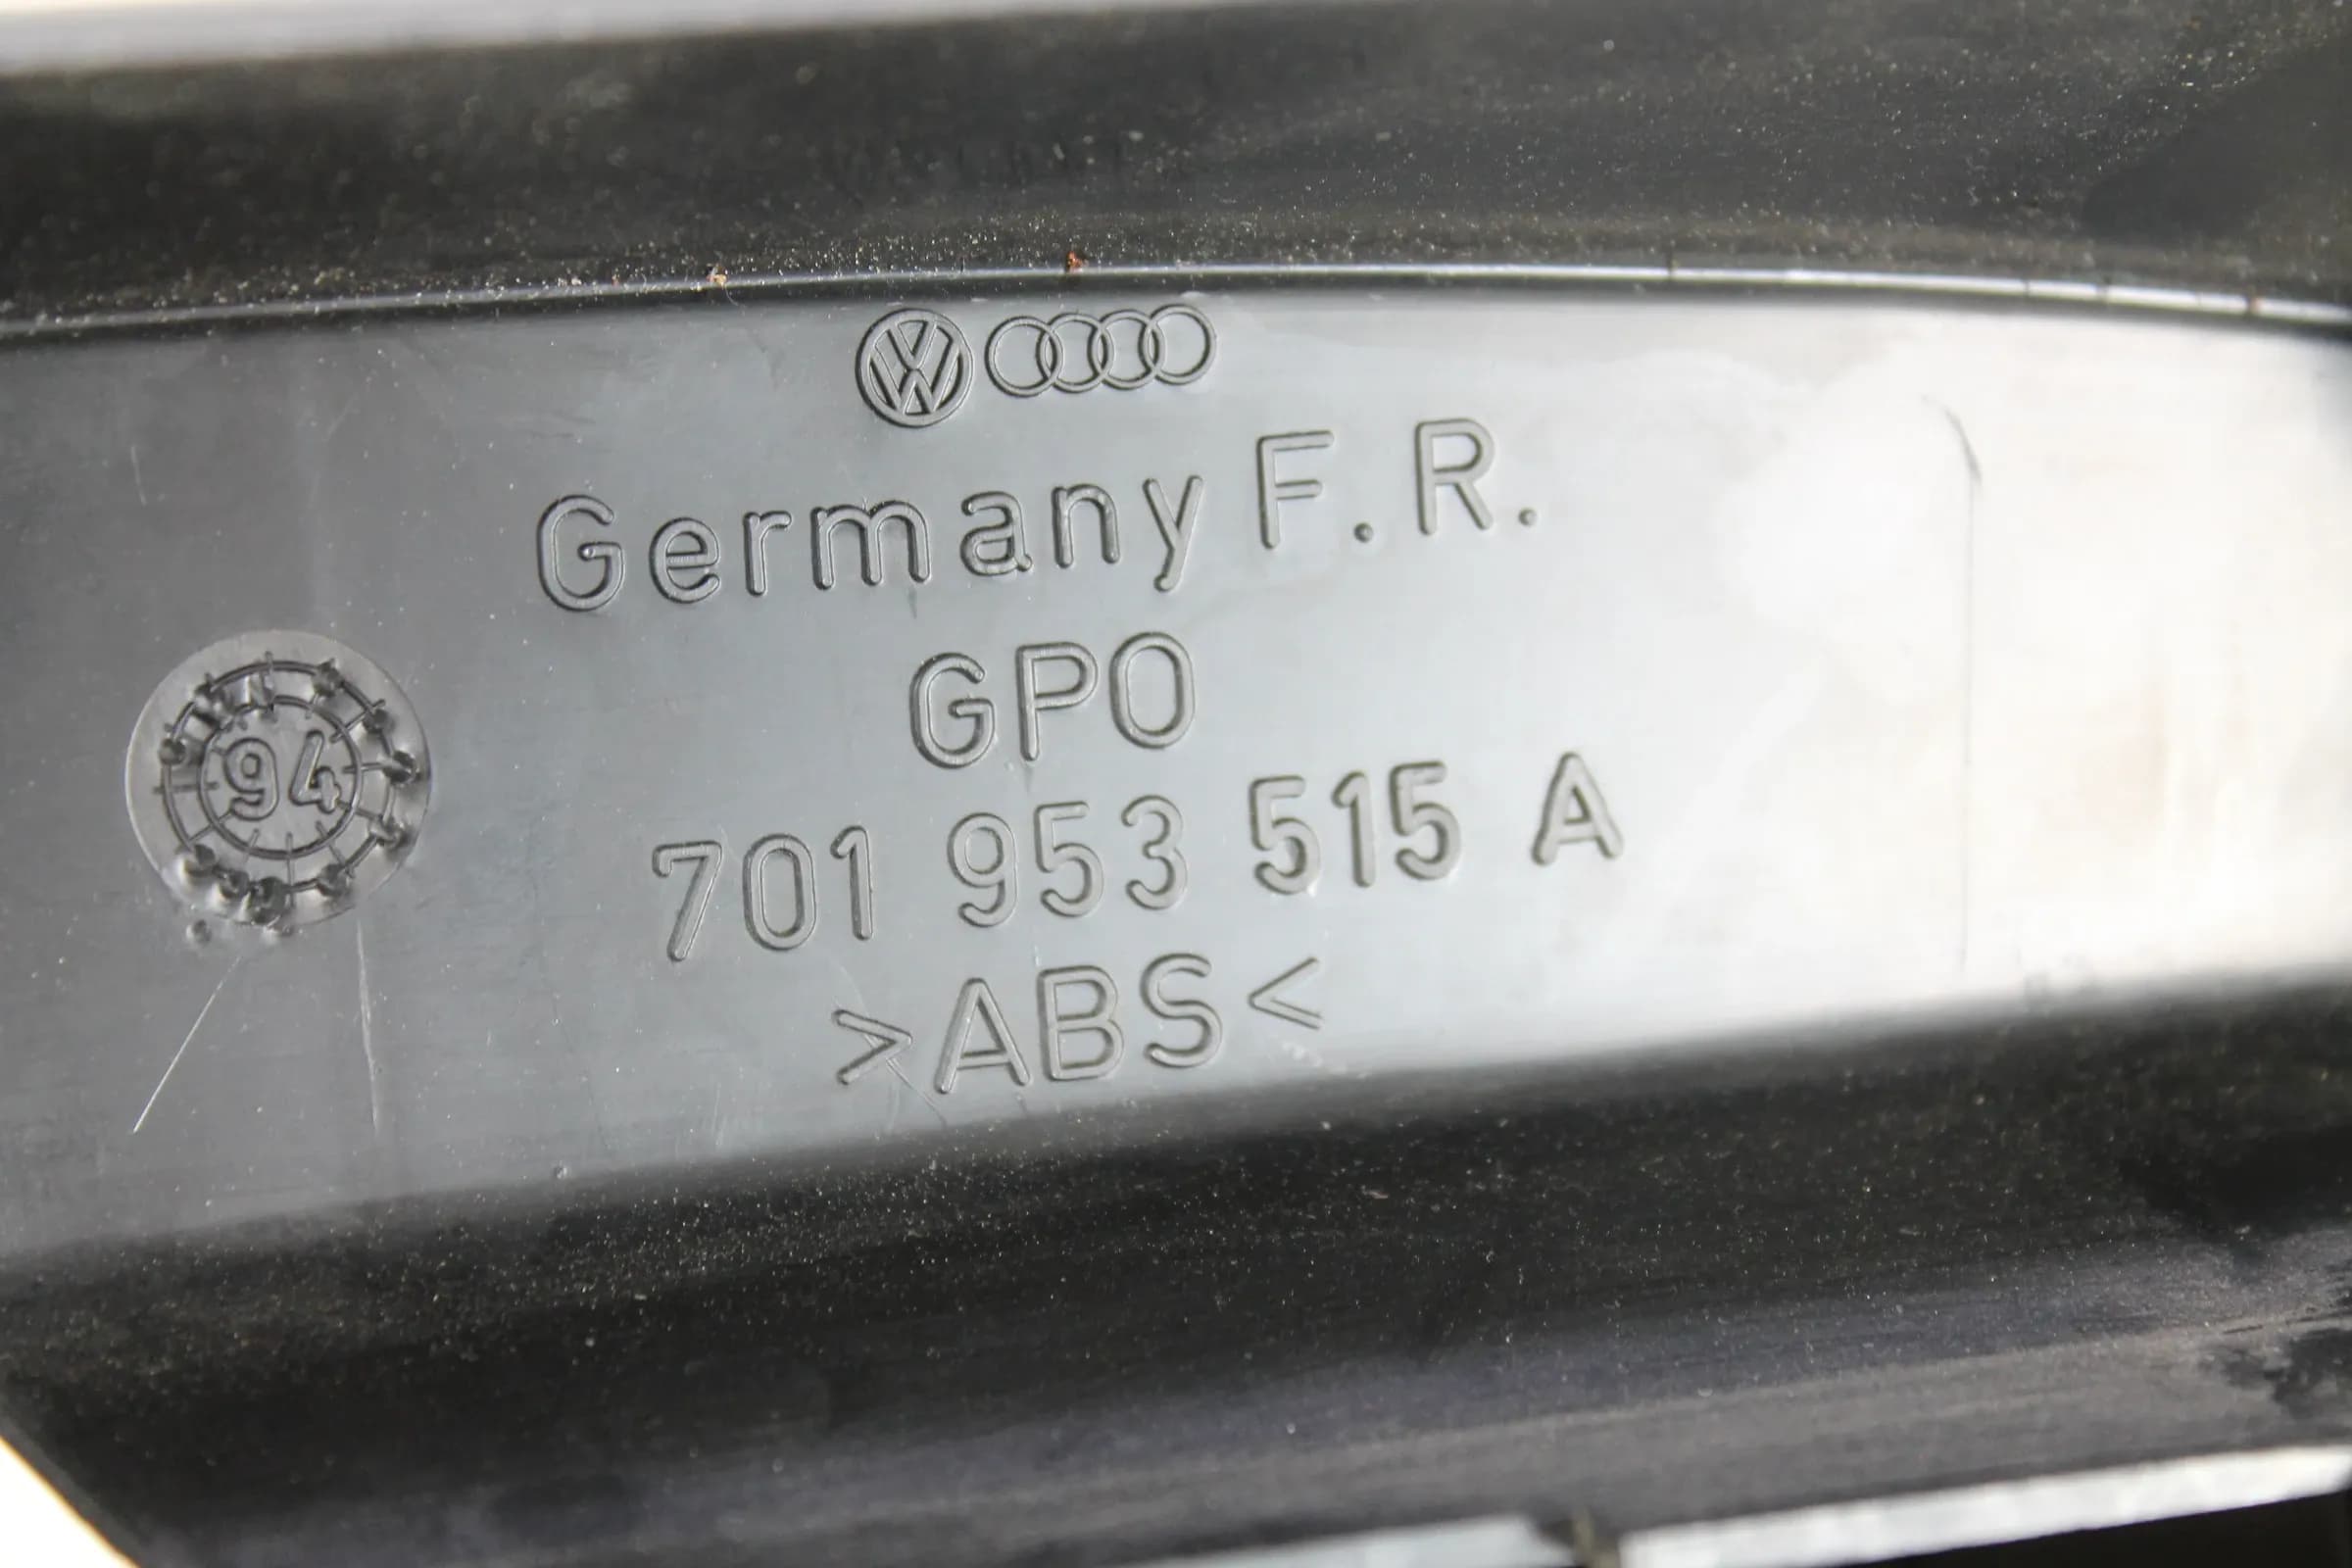 Germany F.R.
GPO
94
701 953 515 A
>ABS<